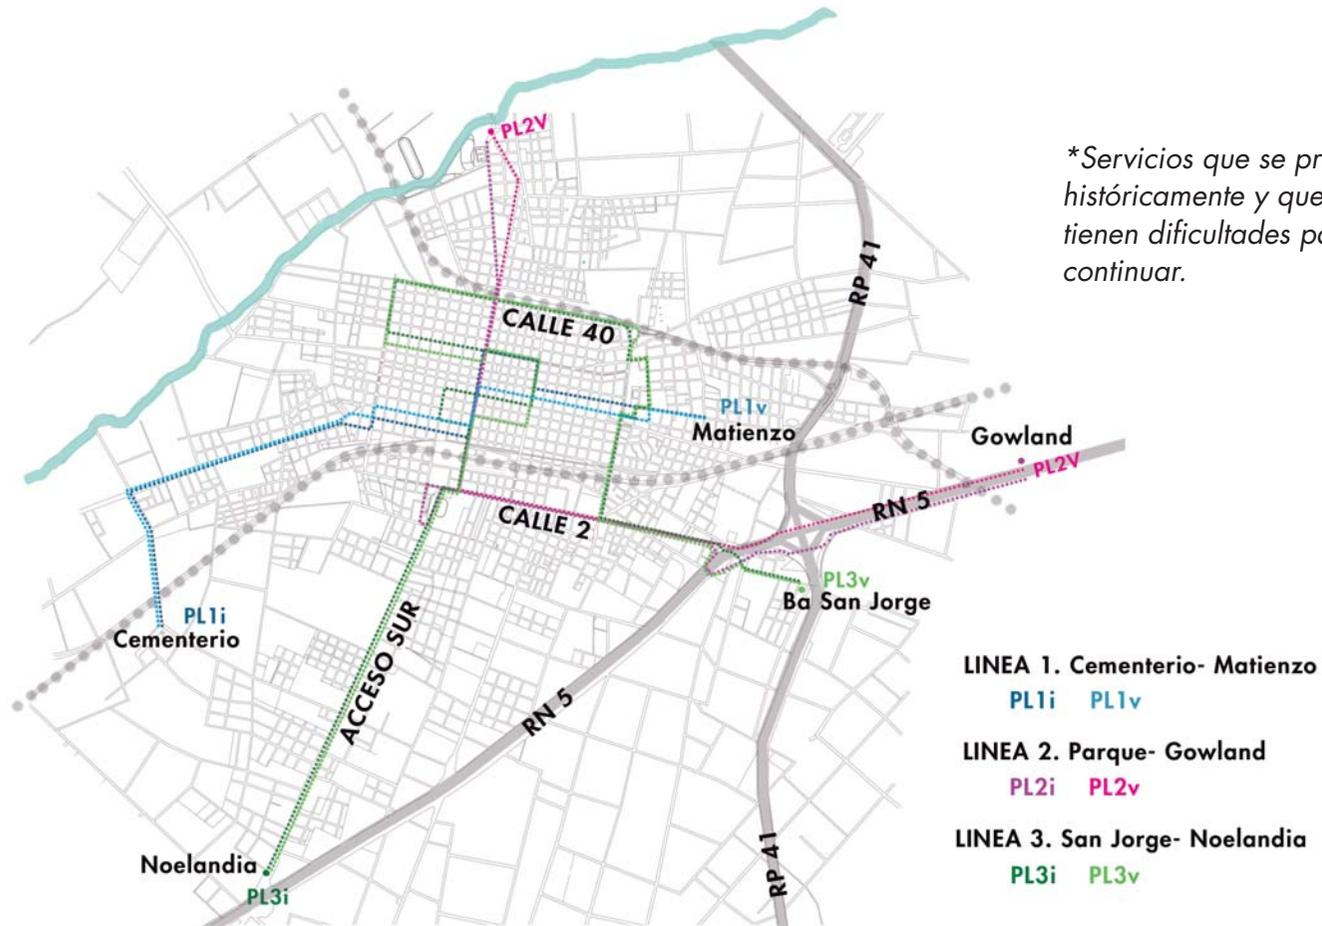 PL2V
*Servicios que se
históricamente y que
tienen dificultades
continuar.
RP 41
CALLE 40
PL1v
Matienzo
Gowland
PL2V
RN 5
CALLE 2
PL3v
Ba San Jorge
PL1i
Cementerio
ACCESO SUR
RN 5
RP 41
Noelandia
PL3i
LINEA 1. Cementerio- Matienzo
PL1i PL1v
LINEA 2. Parque- Gowland
PL2i PL2v
LINEA 3. San Jorge- Noelandia
PL3i PL3v